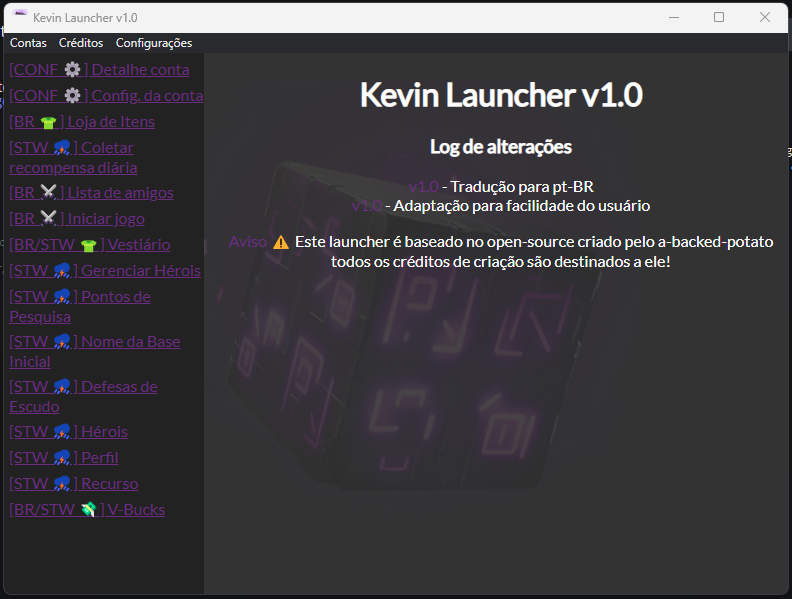 Kevin Launcher v1.0
Contas Créditos Configurações
[CONF ⚙️] Detalhe conta
[CONF ⚙️] Config. da conta
[BR 👕] Loja de Itens
[STW 🌩️] Coletar
recompensa diária
[BR ⚔️] Lista de amigos
[BR ⚔️] Iniciar jogo
[BR/STW 👕] Vestiário
[STW 🌩️] Gerenciar Hérois
[STW 🌩️] Pontos de
Pesquisa
[STW 🌩️] Nome da Base
Inicial
[STW 🌩️] Defesas de
Escudo
[STW 🌩️] Hérois
[STW 🌩️] Perfil
[STW 🌩️] Recurso
[BR/STW 💸] V-Bucks
Kevin Launcher v1.0
Log de alterações
v1.0 - Tradução para pt-BR
v1.0 - Adaptação para facilidade do usuário
Aviso ⚠️ Este launcher é baseado no open-source criado pelo a-backed-potato
todos os créditos de criação são destinados a ele!